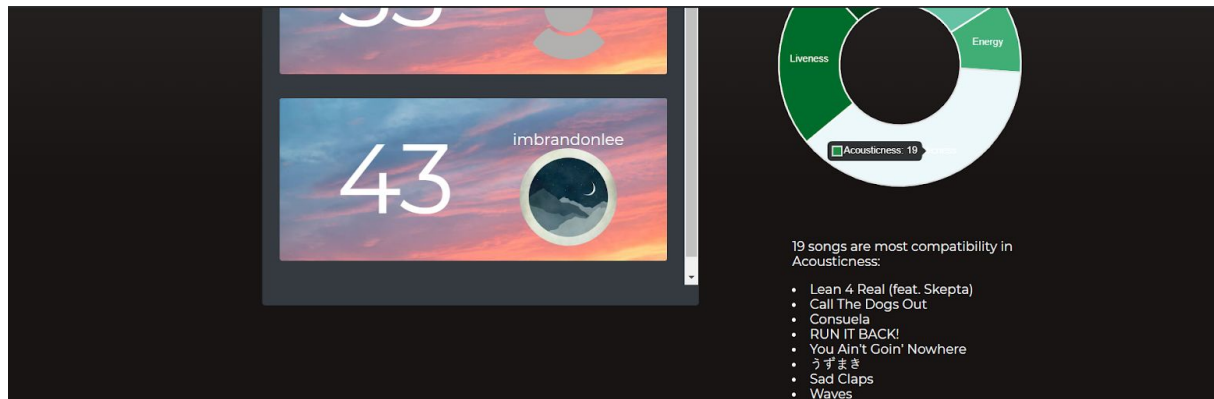 Energy
Liveness
Acousticness: 19
imbrandonlee
43
19 songs are most compatibility in
Acousticness:
• Lean 4 Real (feat. Skepta)
• Call The Dogs Out
• Consuela
• RUN IT BACK!
• You Ain't Goin' Nowhere
• うずまき
• Sad Claps
• Waves